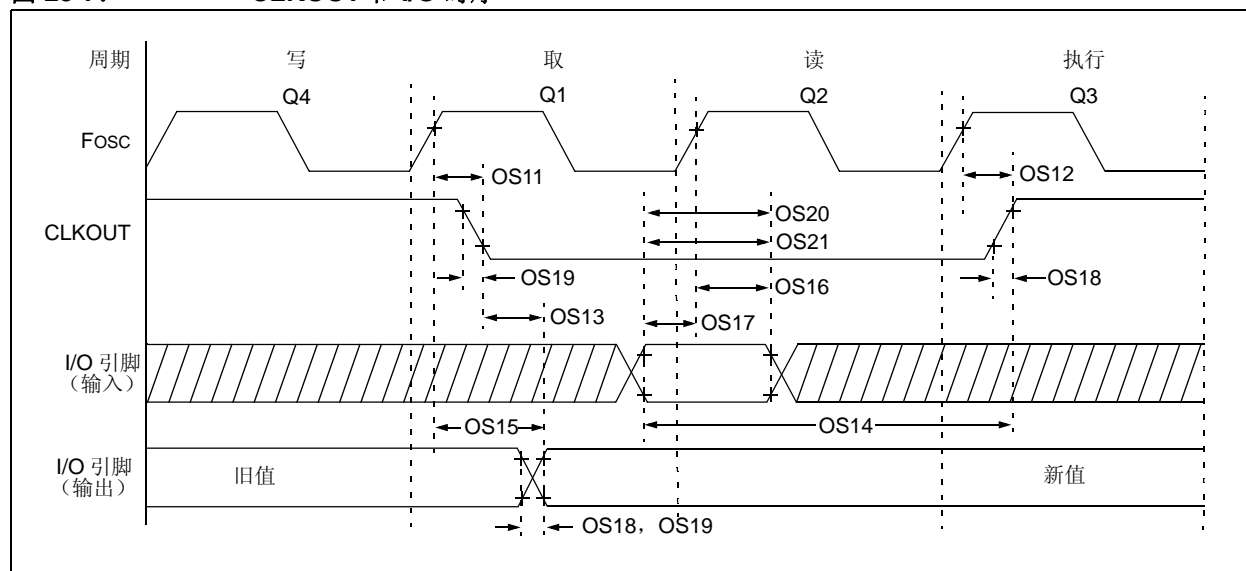 周期 写 取 读 执行
Q4 Q1 Q2 Q3
Fosc
OS11 OS12
OS20
CLKOUT
OS21
OS19 OS16 OS18
OS13 OS17
I/O 引脚
(输入)
OS15 OS14
I/O 引脚
(输出)
旧值 新值
OS18，OS19